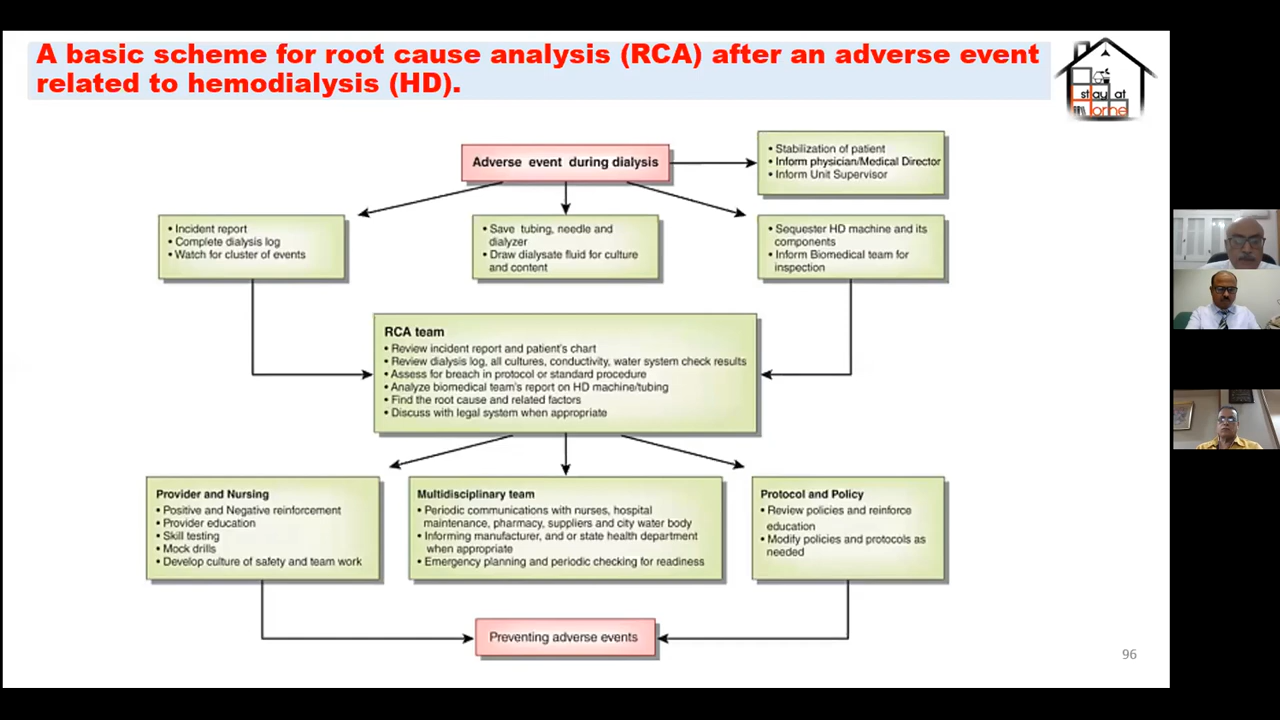 A basic scheme for root cause analysis (RCA) after an adverse event
related to hemodialysis (HD).
stay at
Home
Adverse event during dialysis
• Stabilization of patient
• Inform physician/Medical Director
• Inform Unit Supervisor
• Incident report
• Complete dialysis log
• Watch for cluster of events
• Save tubing, needle and
dialyzer
• Draw dialysate fluid for culture
and content
• Sequester HD machine and its
components
• Inform Biomedical team for
inspection
RCA team
• Review incident report and patient's chart
• Review dialysis log, all cultures, conductivity, water system check results
• Assess for breach in protocol or standard procedure
• Analyze biomedical team's report on HD machine/tubing
• Find the root cause and related factors
• Discuss with legal system when appropriate
Provider and Nursing
• Positive and Negative reinforcement
• Provider education
• Skill testing
• Mock drills
• Develop culture of safety and team work
Multidisciplinary team
• Periodic communications with nurses, hospital
maintenance, pharmacy, suppliers and city water body
• Informing manufacturer, and or state health department
when appropriate
• Emergency planning and periodic checking for readiness
Protocol and Policy
• Review policies and reinforce
education
• Modify policies and protocols as
needed
Preventing adverse events
96